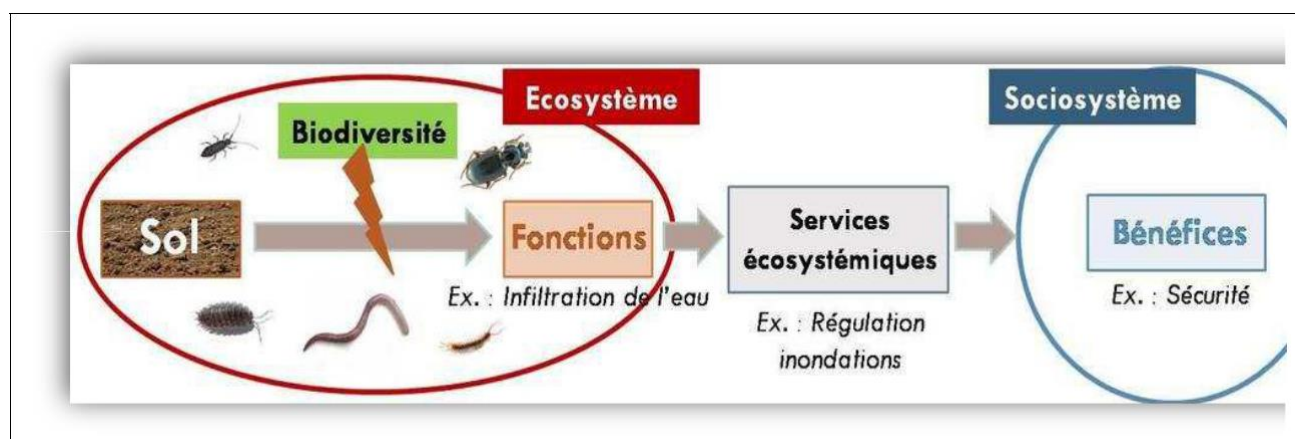 Ecosystème
Sociosystème
Biodiversité
Sol
Fonctions
Services
écosystémiques
Bénéfices
Ex. : Infiltration de l'eau
Ex. : Régulation
inondations
Ex. : Sécurité